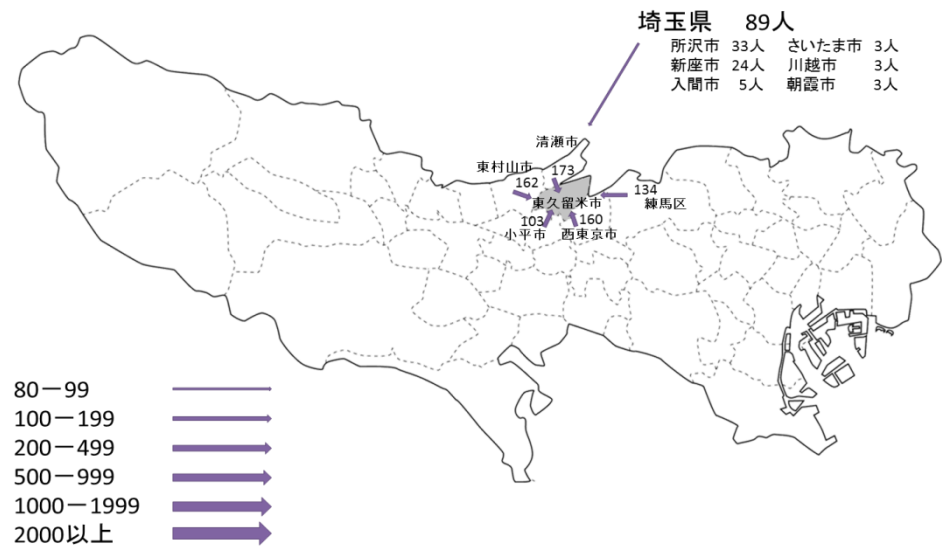 埼玉県 89人
所沢市 33人 さいたま市 3人
新座市 24人 川越市 3人
入間市 5人 朝霞市 3人
清瀬市
東村山市
173
162
134
東久留米市
練馬区
103
160
小平市
西東京市
80－99
100－199
200－499
500－999
1000－1999
2000以上